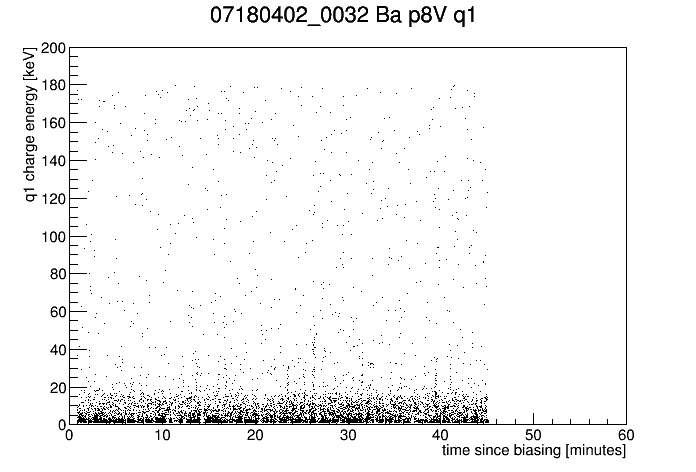 07180402_0032 Ba p8V q1
q1 charge energy [keV]
200
180
160
140
120
100
80
60
40
20
0
0 10 20 30 40 50 60
time since biasing [minutes]